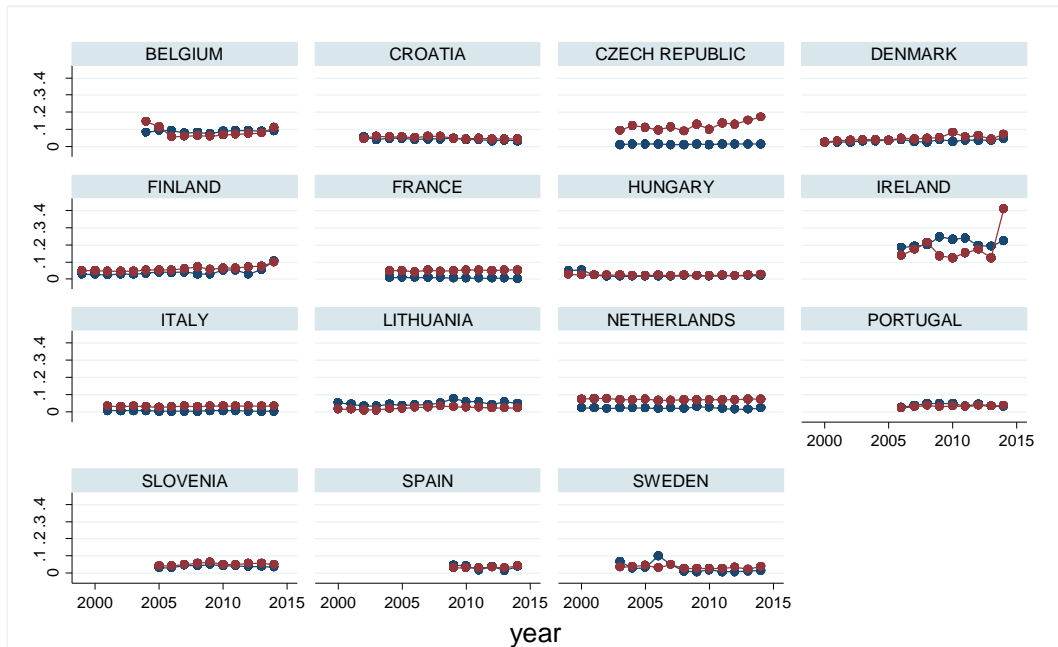 BELGIUM CROATIA CZECH REPUBLIC DENMARK
0 .1 .2 .3 .4
FINLAND FRANCE HUNGARY IRELAND
0 .1 .2 .3 .4
ITALY LITHUANIA NETHERLANDS PORTUGAL
0 .1 .2 .3 .4
2000 2005 2010 2015
SLOVENIA SPAIN SWEDEN
0 .1 .2 .3 .4
2000 2005 2010 2015 2000 2005 2010 2015 2000 2005 2010 2015
year